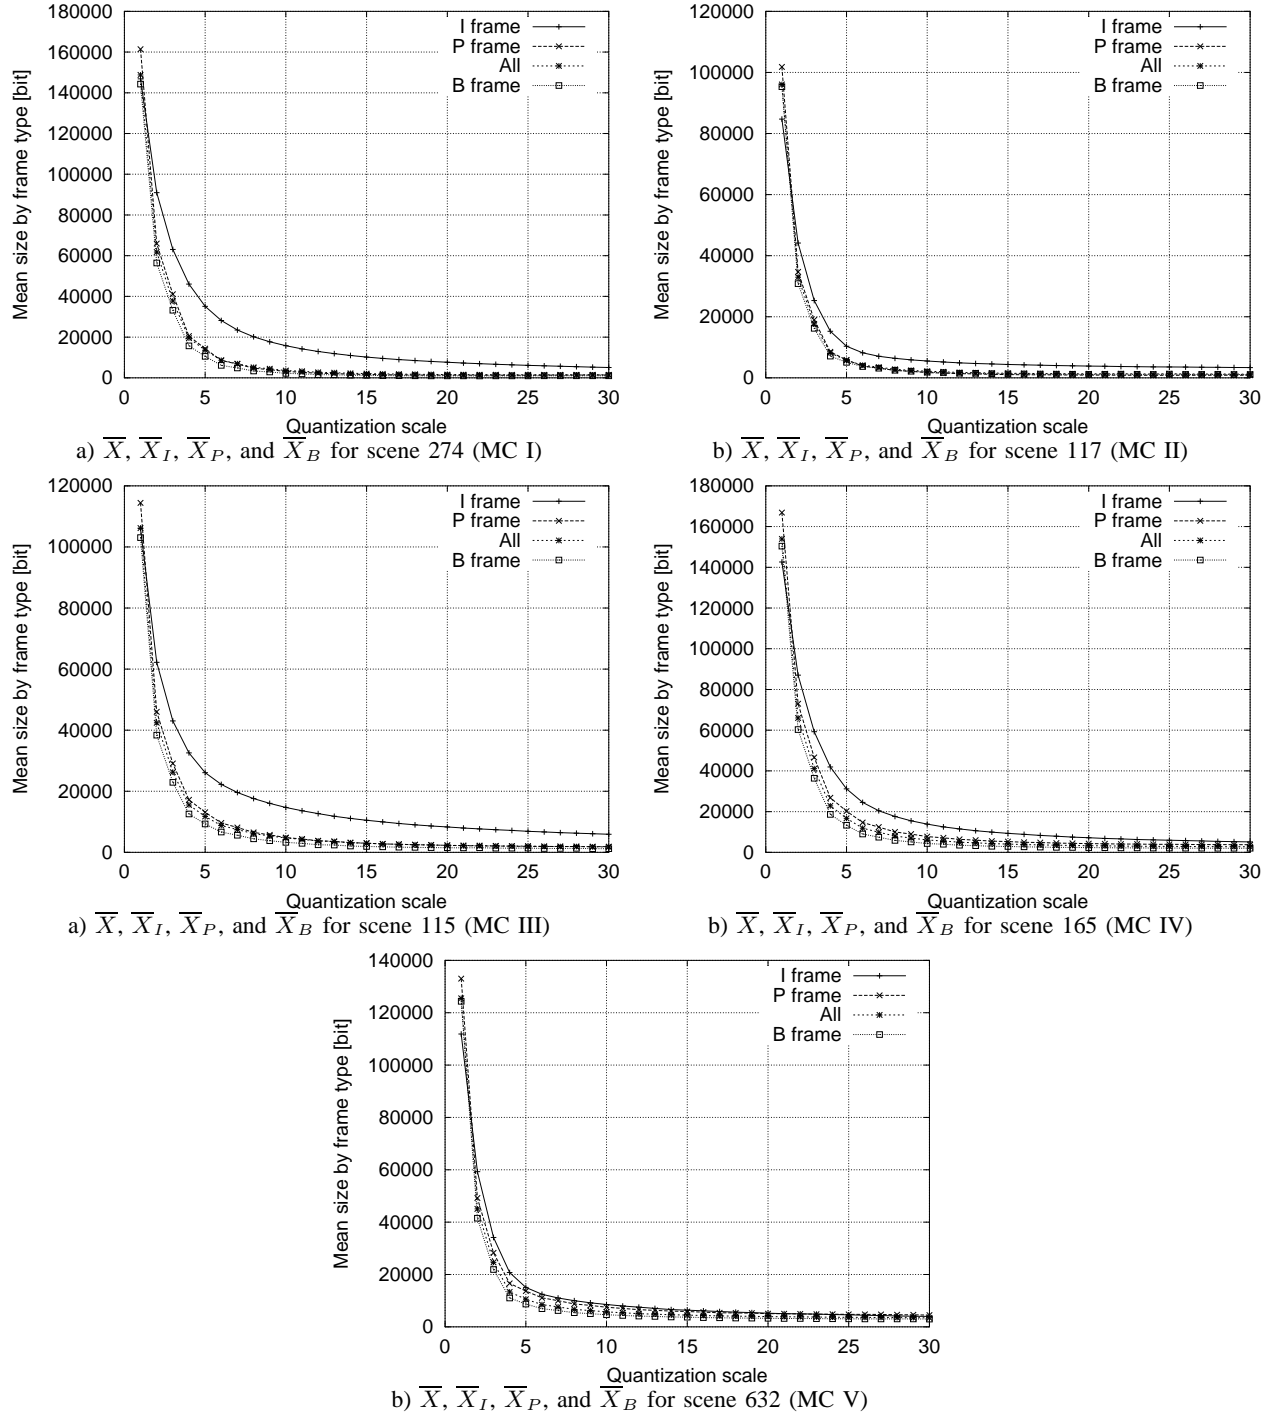 180000
160000
140000
120000
100000
80000
60000
40000
20000
0
0 5 10 15 20 25 30
Mean size by frame type [bit]
Quantization scale
I frame
P frame
All
B frame
a) X̅, X̅_I, X̅_P, and X̅_B for scene 274 (MC I)
120000
100000
80000
60000
40000
20000
0
0 5 10 15 20 25 30
Mean size by frame type [bit]
Quantization scale
I frame
P frame
All
B frame
b) X̅, X̅_I, X̅_P, and X̅_B for scene 117 (MC II)
120000
100000
80000
60000
40000
20000
0
0 5 10 15 20 25 30
Mean size by frame type [bit]
Quantization scale
I frame
P frame
All
B frame
a) X̅, X̅_I, X̅_P, and X̅_B for scene 115 (MC III)
180000
160000
140000
120000
100000
80000
60000
40000
20000
0
0 5 10 15 20 25 30
Mean size by frame type [bit]
Quantization scale
I frame
P frame
All
B frame
b) X̅, X̅_I, X̅_P, and X̅_B for scene 165 (MC IV)
140000
120000
100000
80000
60000
40000
20000
0
0 5 10 15 20 25 30
Mean size by frame type [bit]
Quantization scale
I frame
P frame
All
B frame
b) X̅, X̅_I, X̅_P, and X̅_B for scene 632 (MC V)